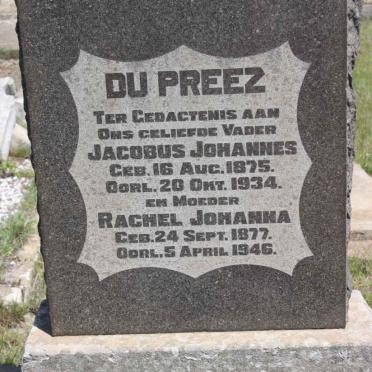 DU PREEZ
TER GEDACTENIS AAN
ONS GELIEFDE VADER
JACOBUS JOHANNES
GEB. 16 AUG. 1875.
OORL. 20 OKT. 1934.
EN MOEDER
RACHEL JOHANNA
GEB. 24 SEPT. 1877.
OORL. 5 APRIL 1946.